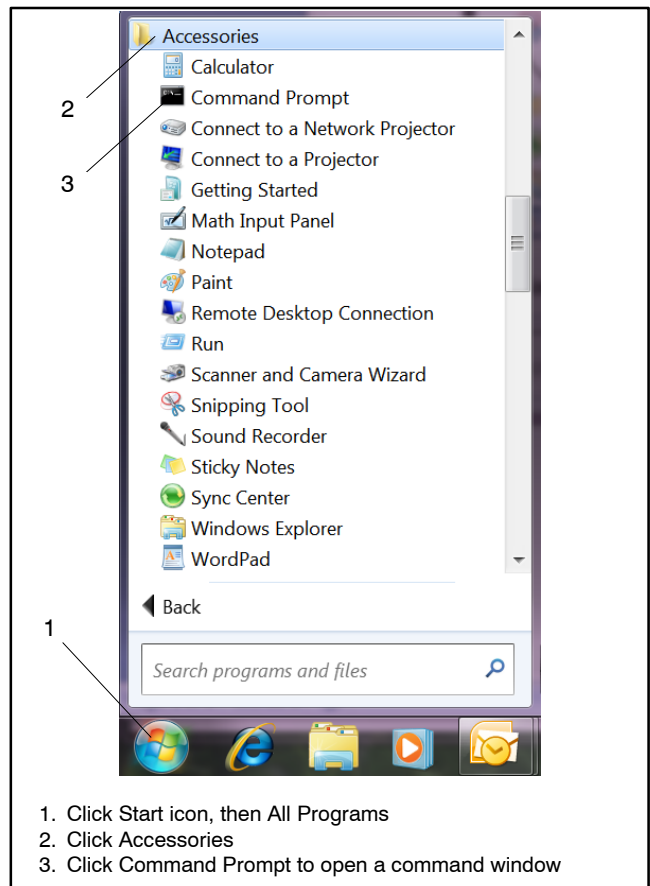 Accessories
Calculator
2
Command Prompt
Connect to a Network Projector
Connect to a Projector
3
Getting Started
Math Input Panel
Notepad
Paint
Remote Desktop Connection
Run
Scanner and Camera Wizard
Snipping Tool
Sound Recorder
Sticky Notes
Sync Center
Windows Explorer
WordPad
Back
1
Search programs and files
1. Click Start icon, then All Programs
2. Click Accessories
3. Click Command Prompt to open a command window